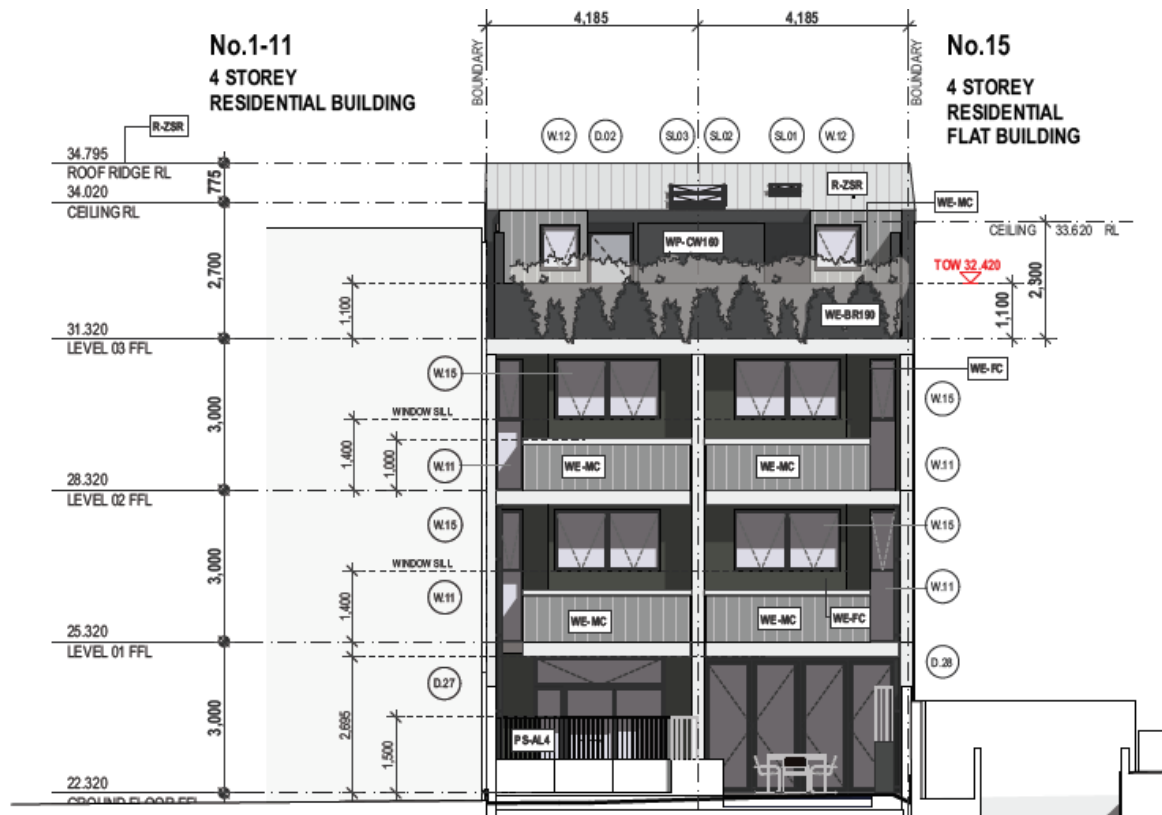 4,185
4,185
No.1-11
4 STOREY
RESIDENTIAL BUILDING
BOUNDARY
BOUNDARY
No.15
4 STOREY
RESIDENTIAL
FLAT BUILDING
R-ZSR
W.12
D.02
SL03
SL02
SL01
W.12
34.795
ROOF RIDGE RL
775
34.020
CEILING RL
R-ZSR
WE-MC
CEILING 33.620 RL
WP-CW160
TOW 32.420
2,700
2,300
1,100
1,100
WE-BR190
31.320
LEVEL 03 FFL
W.15
WE-FC
W.15
WINDOW SILL
3,000
1,400
1,000
W.11
WE-MC
WE-MC
W.11
28.320
LEVEL 02 FFL
W.15
W.15
WINDOW SILL
3,000
1,400
W.11
W.11
WE-MC
WE-MC
WE-FC
25.320
LEVEL 01 FFL
D.27
D.28
3,000
2,695
1,500
PS-AL4
22.320
GROUND FLOOR FFL